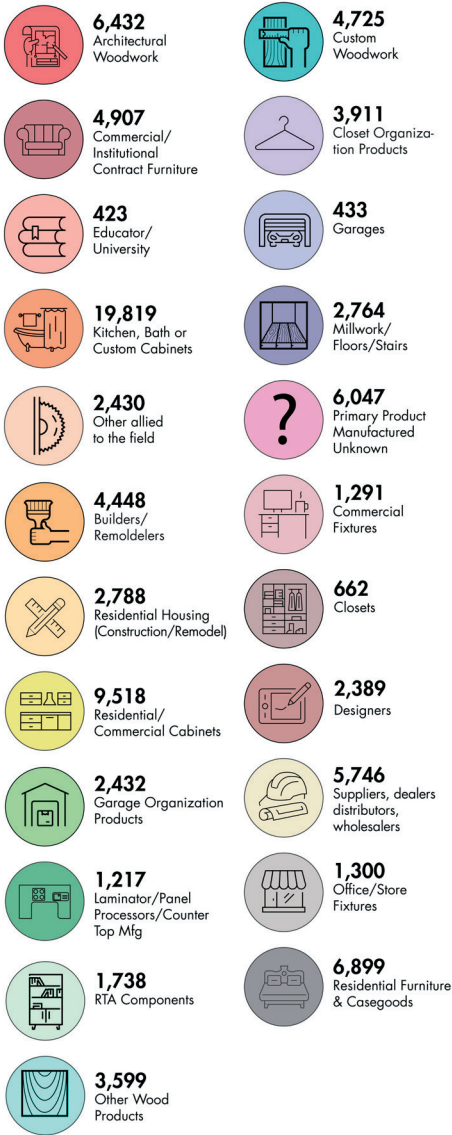 6,432
Architectural
Woodwork
4,907
Commercial/
Institutional
Contract Furniture
423
Educator/
University
19,819
Kitchen, Bath or
Custom Cabinets
2,430
Other allied
to the field
4,448
Builders/
Remoldelers
2,788
Residential Housing
(Construction/Remodel)
9,518
Residential/
Commercial Cabinets
2,432
Garage Organization
Products
1,217
Laminator/Panel
Processors/Counter
Top Mfg
1,738
RTA Components
3,599
Other Wood
Products
4,725
Custom
Woodwork
3,911
Closet Organiza-
tion Products
433
Garages
2,764
Millwork/
Floors/Stairs
?
6,047
Primary Product
Manufactured
Unknown
1,291
Commercial
Fixtures
662
Closets
2,389
Designers
5,746
Suppliers, dealers
distributors,
wholesalers
1,300
Office/Store
Fixtures
6,899
Residential Furniture
& Casegoods